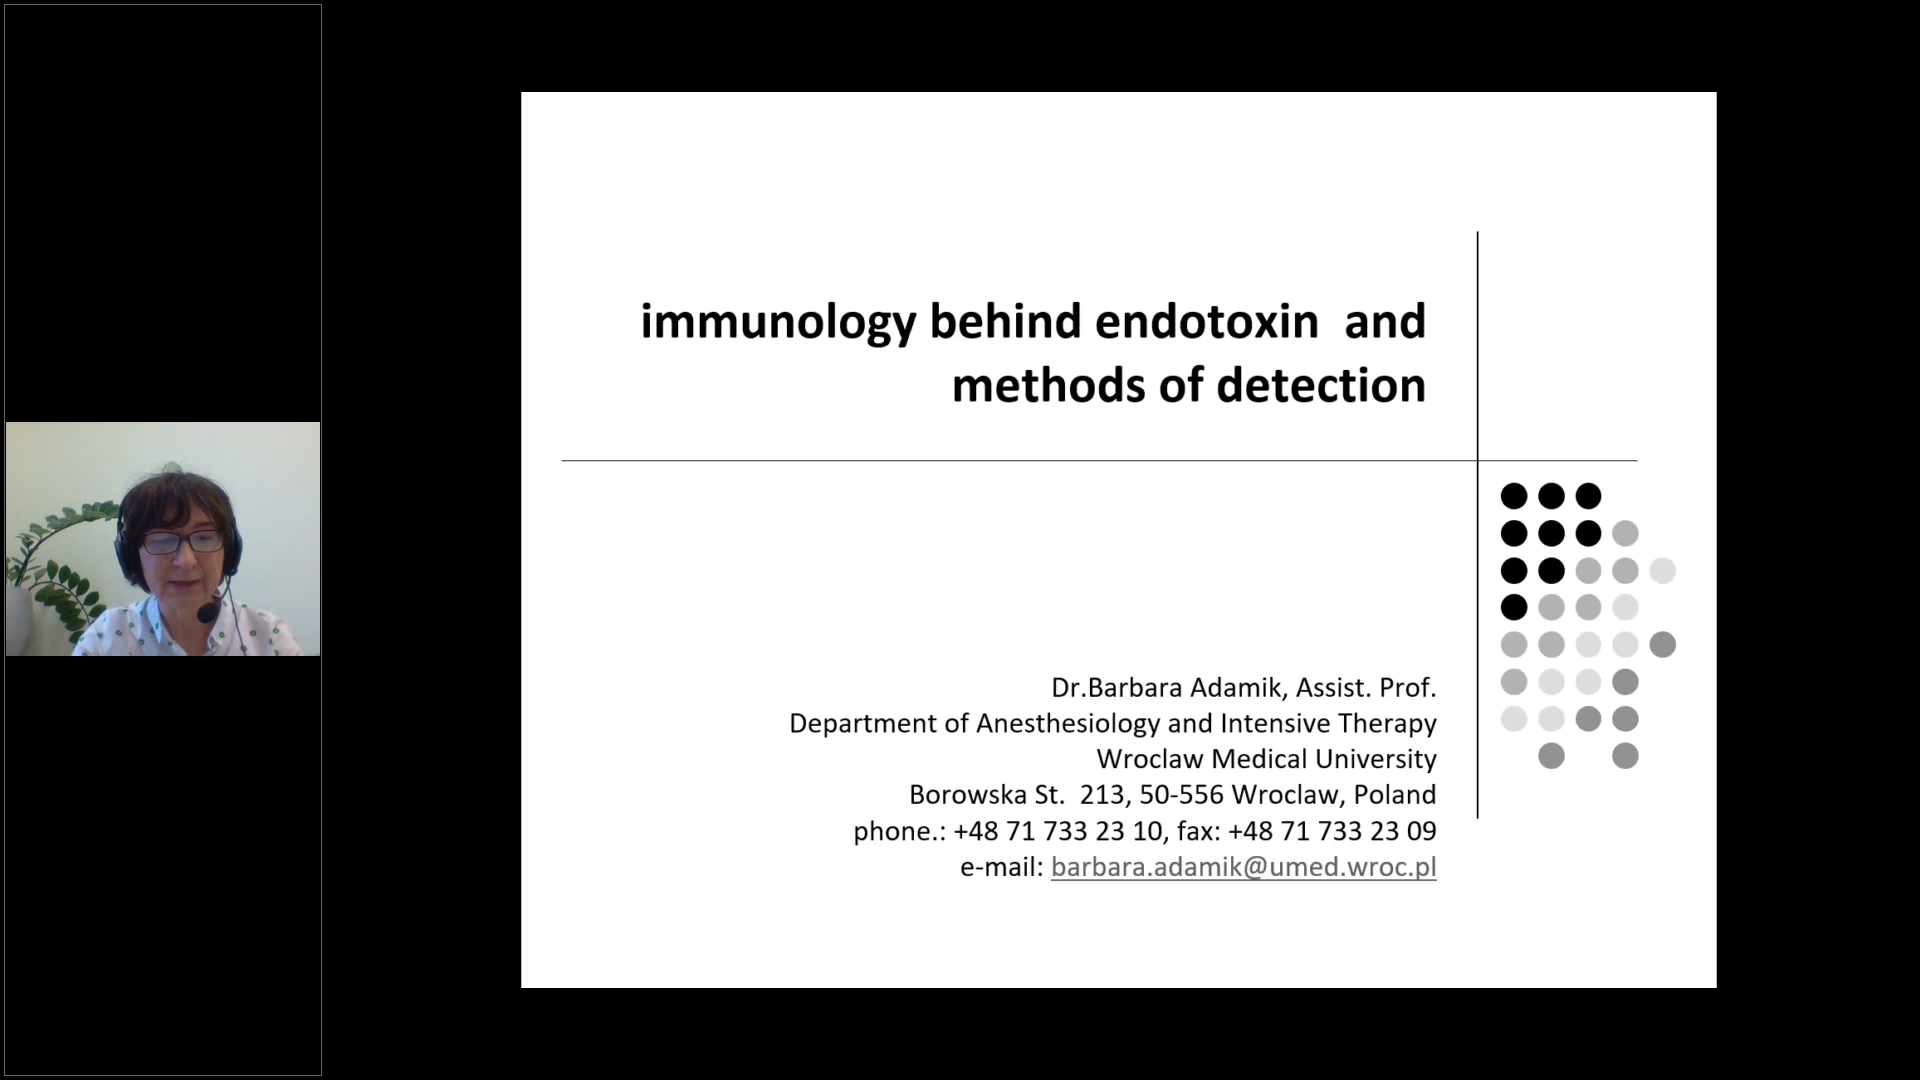 immunology behind endotoxin  and
methods of detection
Dr.Barbara Adamik, Assist. Prof.
Department of Anesthesiology and Intensive Therapy
Wroclaw Medical University
Borowska St.  213, 50-556 Wroclaw, Poland
phone.: +48 71 733 23 10, fax: +48 71 733 23 09
e-mail: barbara.adamik@umed.wroc.pl